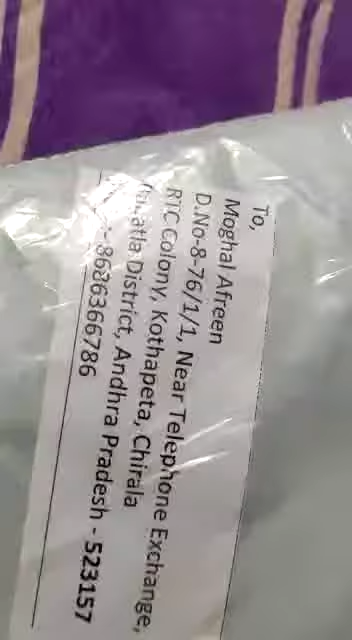 To,
Moghal Afreen
D.No-8-76/1/1, Near Telephone Exchange,
RTC Colony, Kothapeta, Chirala
District, Andhra Pradesh - 523157
8686366786